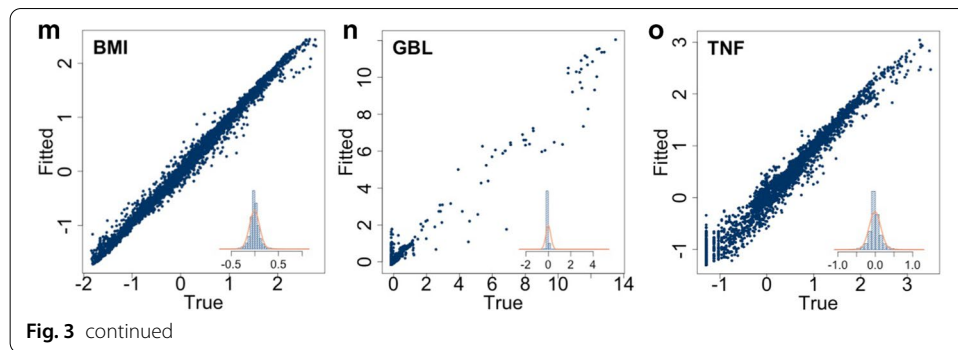 m n o
BMI GBL TNF
2 1 0 -1
Fitted
-0.5 0.5
-2 -1 0 1 2
True
10 8 6 4 2 0
Fitted
-2 0 2 4
0 2 4 6 8 10 14
True
3 2 1 0 -1
Fitted
-1.0 0.0 1.0
-1 0 1 2 3
True
Fig. 3 continued